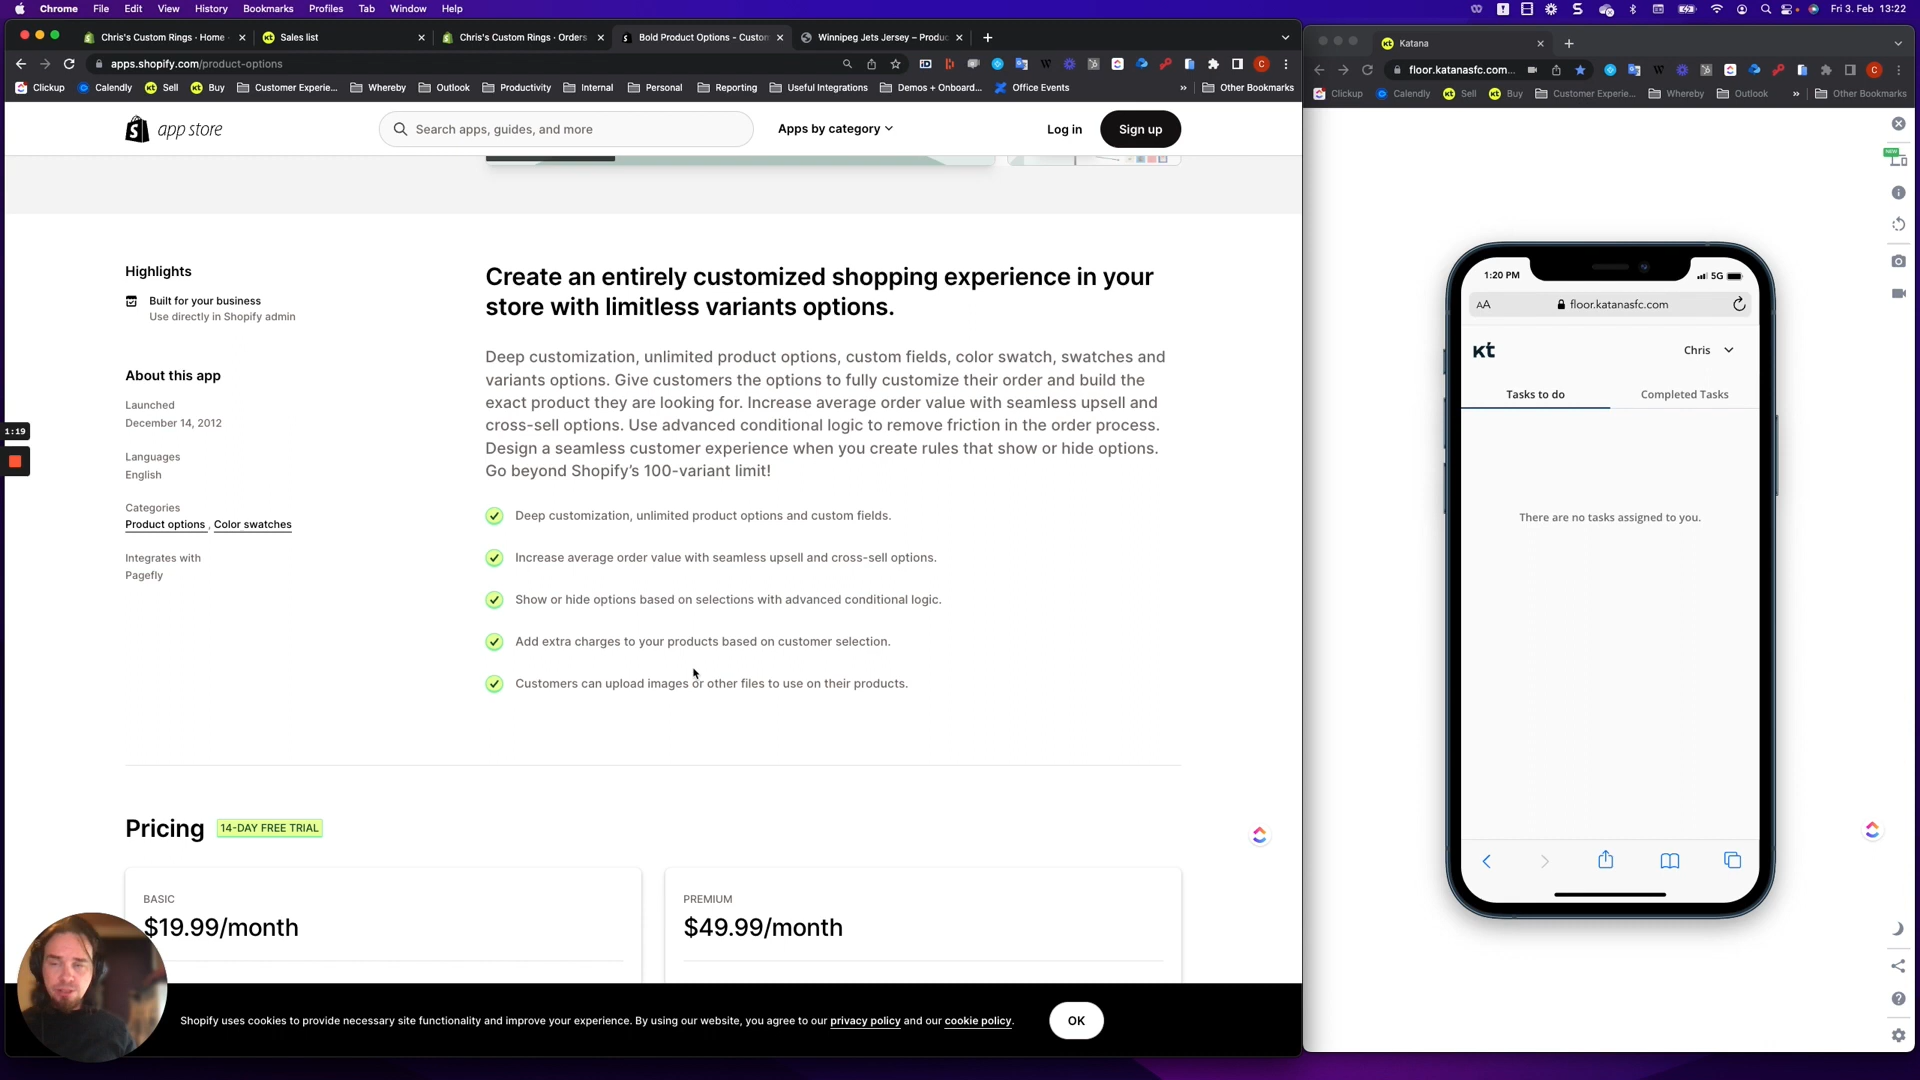 Chrome File Edit View History Bookmarks Profiles Tab Window Help
Fri 3. Feb 13:22
Chris's Custom Rings · Home
Sales list
Chris's Custom Rings · Orders
Bold Product Options - Custom
Winnipeg Jets Jersey – Produc
apps.shopify.com/product-options
Clickup Calendly Sell Buy Customer Experie... Whereby Outlook Productivity Internal Personal Reporting Useful Integrations Demos + Onboard... Office Events » Other Bookmarks
app store
Search apps, guides, and more
Apps by category
Log in
Sign up
Highlights
Built for your business
Use directly in Shopify admin
About this app
Launched
December 14, 2012
Languages
English
Categories
Product options , Color swatches
Integrates with
Pagefly
1:19
Create an entirely customized shopping experience in your
store with limitless variants options.
Deep customization, unlimited product options, custom fields, color swatch, swatches and
variants options. Give customers the options to fully customize their order and build the
exact product they are looking for. Increase average order value with seamless upsell and
cross-sell options. Use advanced conditional logic to remove friction in the order process.
Design a seamless customer experience when you create rules that show or hide options.
Go beyond Shopify's 100-variant limit!
Deep customization, unlimited product options and custom fields.
Increase average order value with seamless upsell and cross-sell options.
Show or hide options based on selections with advanced conditional logic.
Add extra charges to your products based on customer selection.
Customers can upload images or other files to use on their products.
Pricing
14-DAY FREE TRIAL
BASIC
$19.99/month
PREMIUM
$49.99/month
Shopify uses cookies to provide necessary site functionality and improve your experience. By using our website, you agree to our privacy policy and our cookie policy.
OK
Katana
floor.katanasfc.com...
Clickup Calendly Sell Buy Customer Experie... Whereby Outlook » Other Bookmarks
NEW
1:20 PM
5G
AA
floor.katanasfc.com
Kt
Chris
Tasks to do
Completed Tasks
There are no tasks assigned to you.